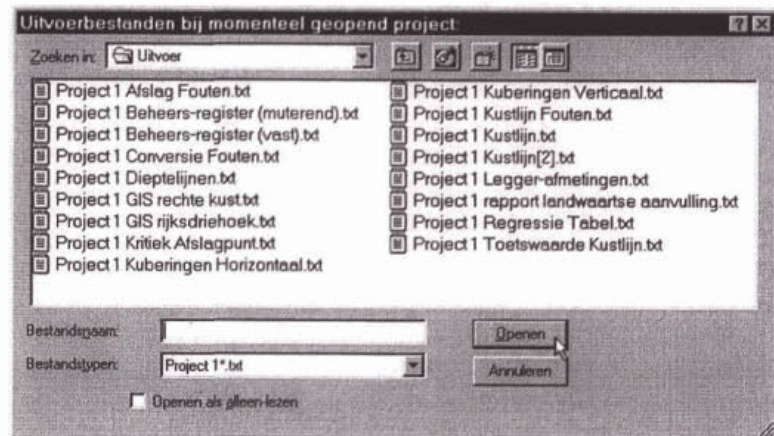 Uitvoerbestanden bij momenteel geopend project:
Zoeken in: Uitvoer
Project 1 Afslag Fouten.txt
Project 1 Beheers-register (muterend).txt
Project 1 Beheers-register (vast).txt
Project 1 Conversie Fouten.txt
Project 1 Dieptelijnen.txt
Project 1 GIS rechte kust.txt
Project 1 GIS rijksdriehoek.txt
Project 1 Kritiek Afslagpunt.txt
Project 1 Kuberingen Horizontaal.txt
Project 1 Kuberingen Verticaal.txt
Project 1 Kustlijn Fouten.txt
Project 1 Kustlijn.txt
Project 1 Kustlijn[2].txt
Project 1 Legger-afmetingen.txt
Project 1 rapport landwaartse aanvulling.txt
Project 1 Regressie Tabel.txt
Project 1 Toetswaarde Kustlijn.txt
Bestandsnaam:
Openen
Bestandstypen: Project 1*.txt
Annuleren
Openen als alleen-lezen